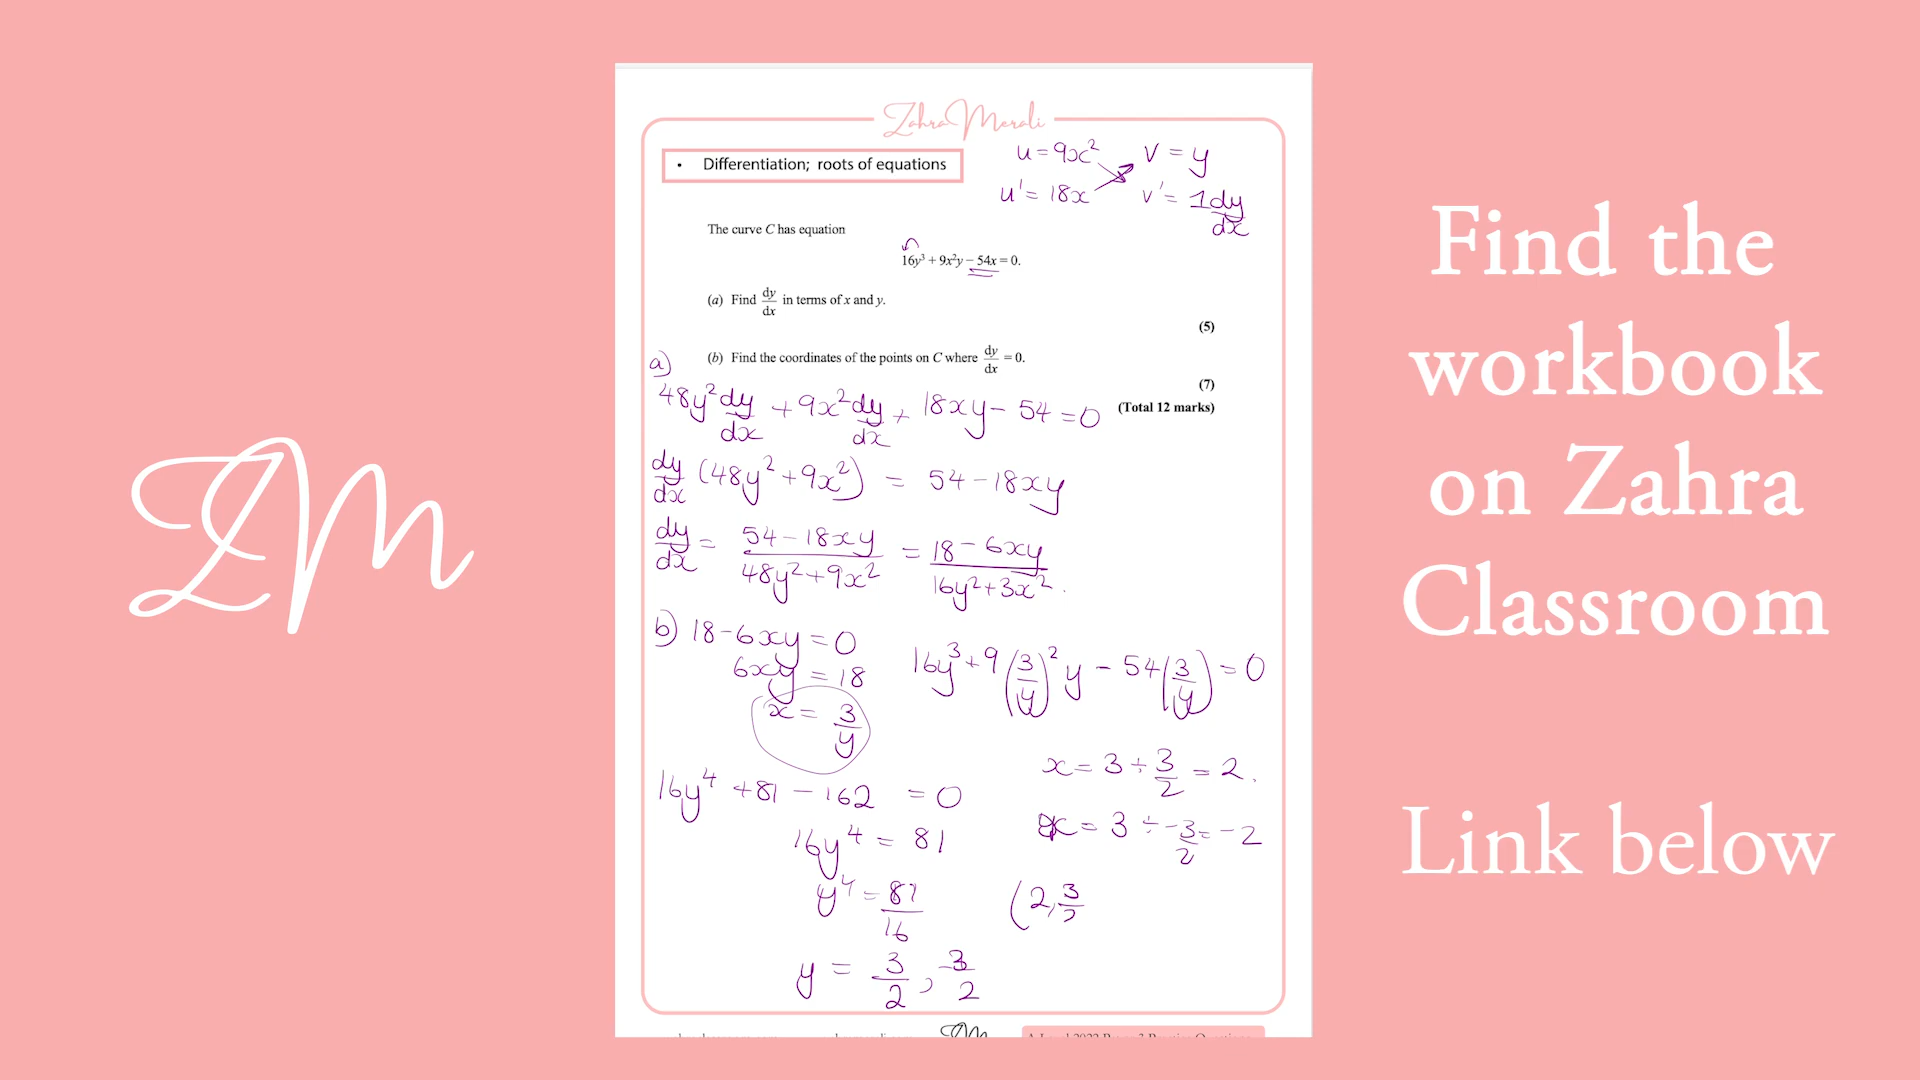 Zahra Merali
• Differentiation; roots of equations
u = 9x² v = y
u' = 18x v' = 1 dy/dx
The curve C has equation
16y³ + 9x²y – 54x = 0.
(a) Find dy/dx in terms of x and y.
(5)
(b) Find the coordinates of the points on C where dy/dx = 0.
(7)
(Total 12 marks)
a)
48y² dy/dx + 9x² dy/dx + 18xy – 54 = 0
dy/dx (48y² + 9x²) = 54 – 18xy
dy/dx = (54 – 18xy)/(48y² + 9x²) = (18 – 6xy)/(16y² + 3x²).
b) 18 – 6xy = 0
6xy = 18
x = 3/y
16y³ + 9(3/y)²y – 54(3/y) = 0
16y⁴ + 81 – 162 = 0
16y⁴ = 81
y⁴ = 81/16
y = 3/2, -3/2
x = 3 ÷ 3/2 = 2.
x = 3 ÷ -3/2 = -2
(2, 3/2
ZM
ZM
Find the
workbook
on Zahra
Classroom
Link below